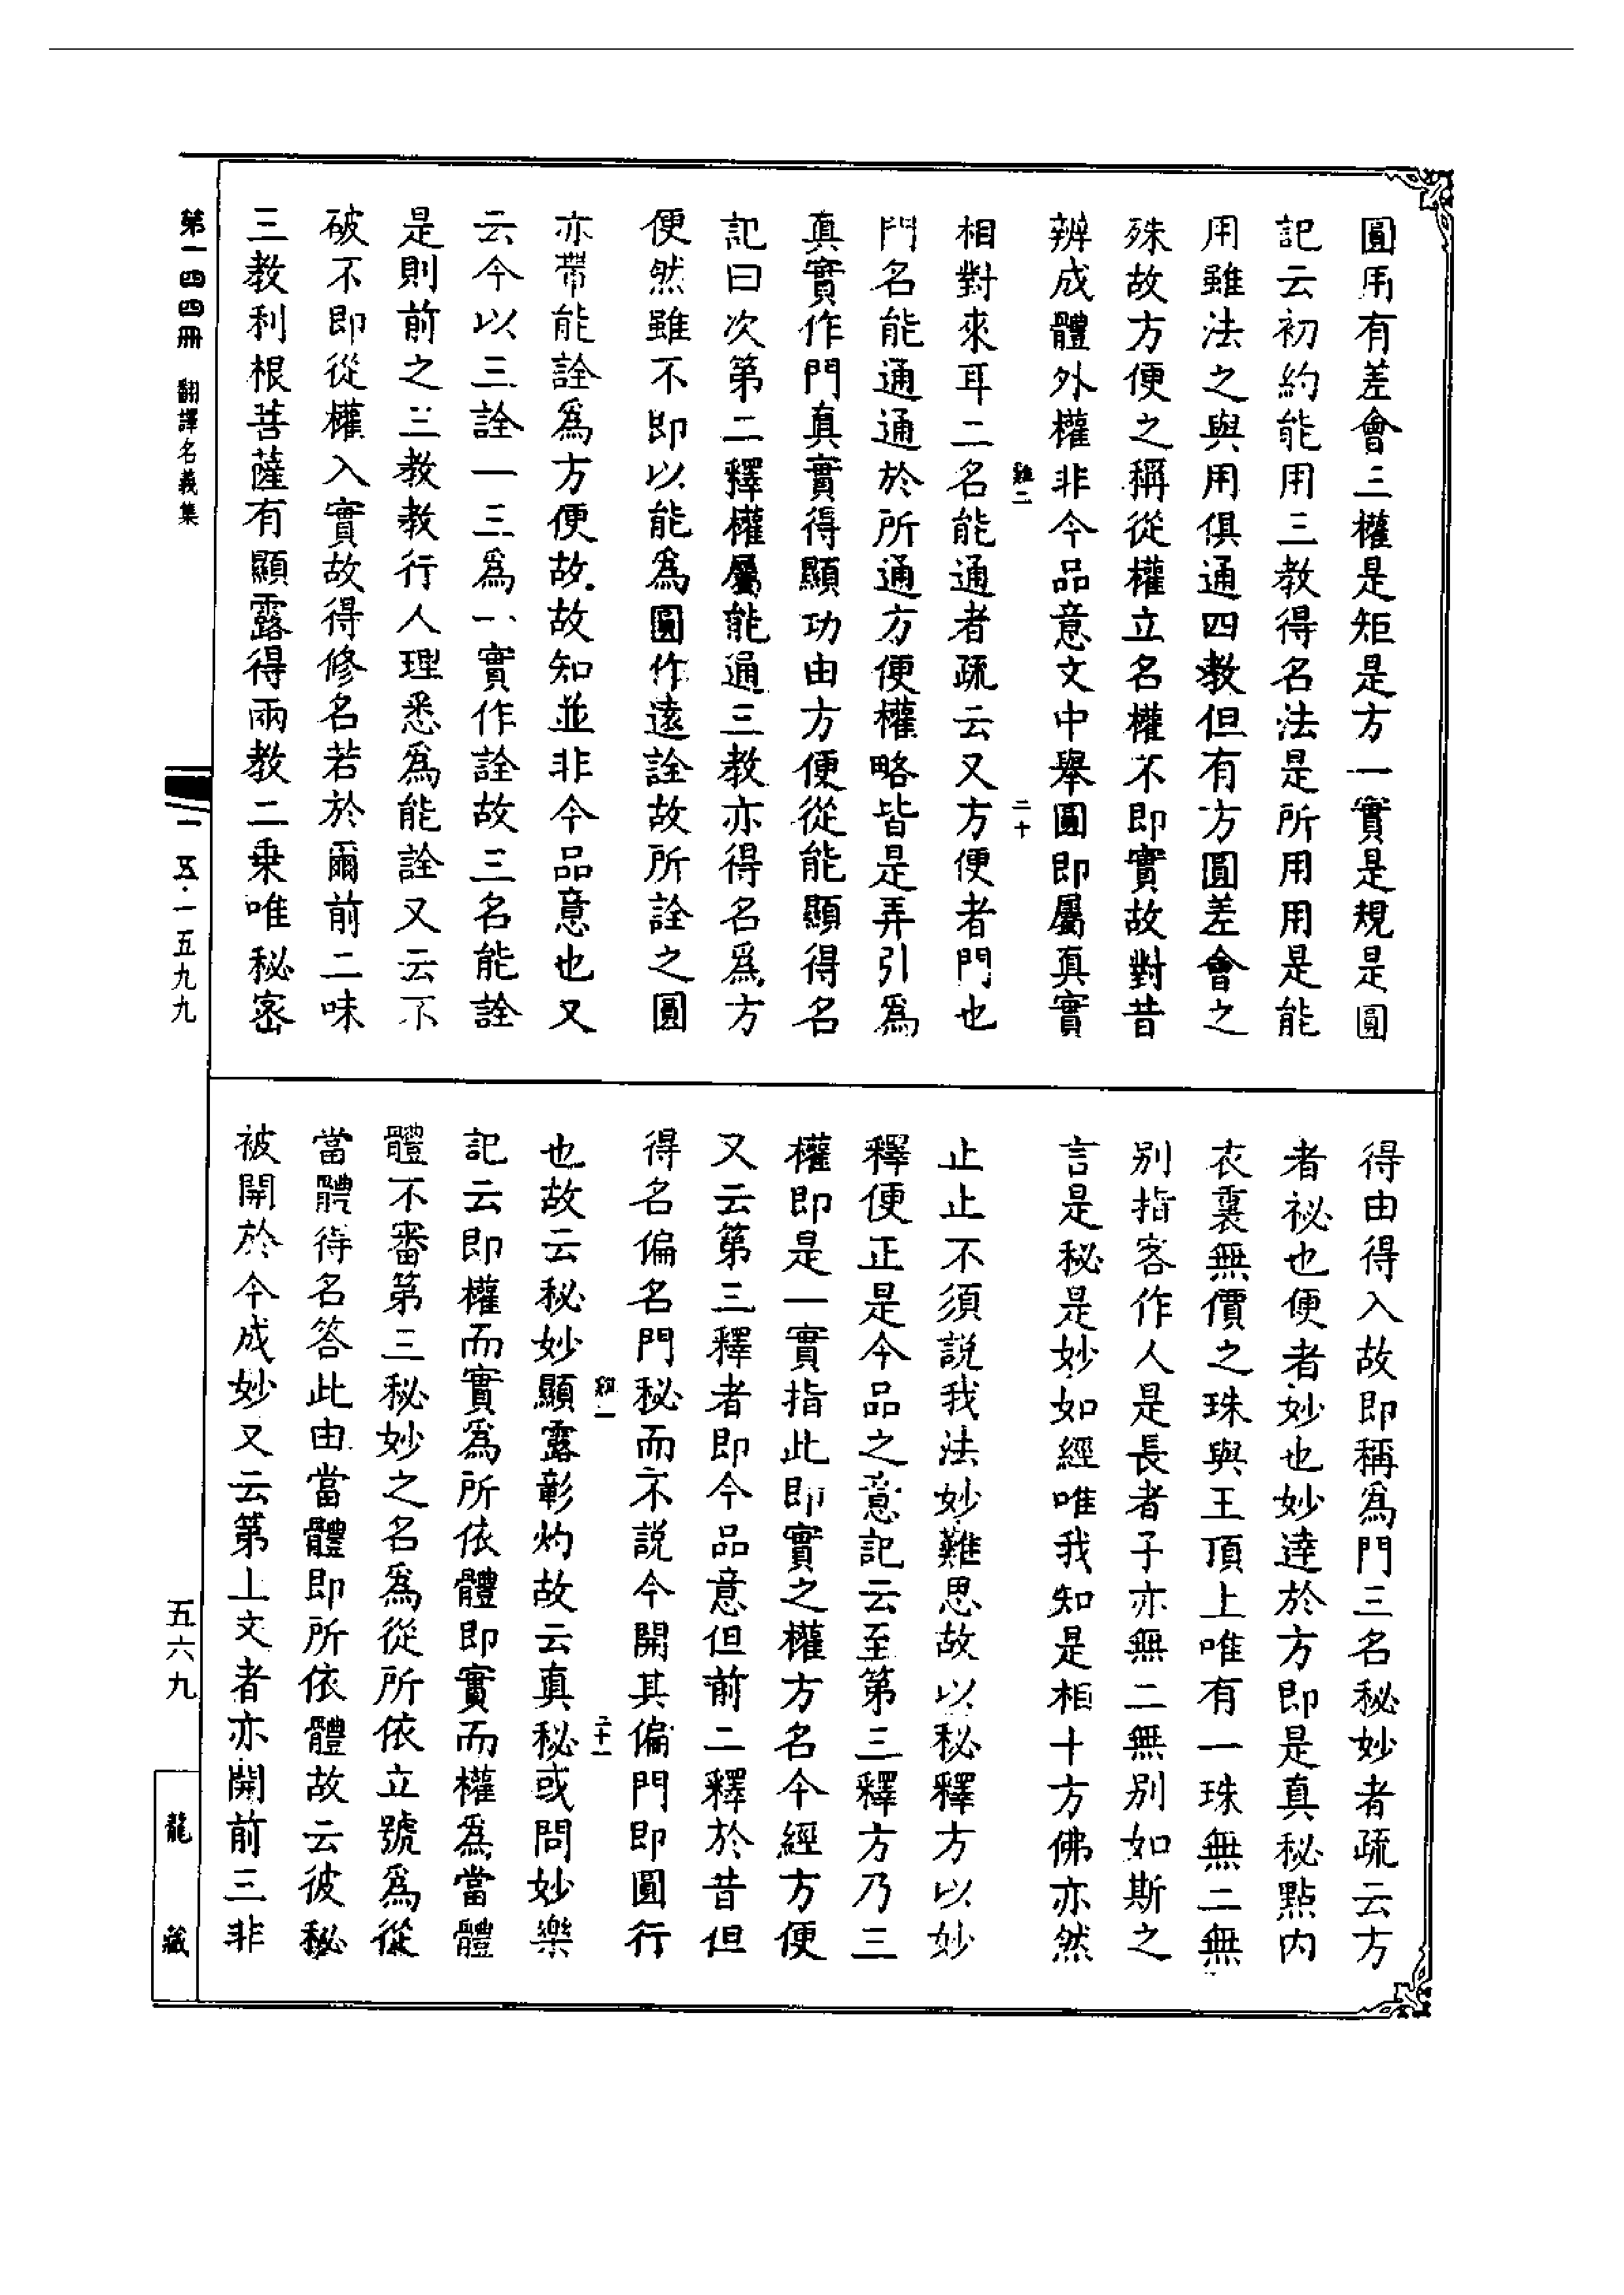 圓用有差會三權是矩是方一實是規是圓
記云初約能用三教得名法是所用用是能
用雖法之與用用俱通四教但有方圓差會之
殊故方便之稱從權立名權不即實故對昔
辨成體外權非今品意文中舉圓即屬真實
難二
二十
相對來耳二名能通者疏云又方便者門也
門名能通通於所通方便權略皆是弄引為
真實作門真實得顯功由方便從能顯得名
記曰次第二釋權屬能通三教亦得名為方
便然雖不即以能為圓作遠詮故所詮之圓
亦帶能詮為方便故故知並非今品意也又
云今以三詮一三為一實作詮故三名能詮
是則前之三教教行人理悉為能詮又云不
破不即從權入實故得修名若於爾前二味
三教利根菩薩有顯露得兩教二乗唯秘密
得由得入故即稱為門三名秘妙者疏云方
者祕也便者妙也妙達於方即是真秘點內
衣裏無價之珠與王頂上唯有一珠無二無
別指客作人是長者子亦無二無別如斯之
言是秘是妙如經唯我知是相十方佛亦然
止止不須説我法妙難思故以秘釋方以妙
釋便正是今品之意記云至第三釋方乃三
權即是一實指此即實之權方名今經方便
又云第三釋者即今品意但前二釋於昔但
得名偏名門秘而不説今開其偏門即圓行
二十一
也故云秘妙顯露彰灼故云真秘或問妙樂
記云即權而實為所依體即實而權為當體
體不審第三秘妙之名為從所依立號為從
當體得名答此由當體即所依體故云彼秘
被開於今成妙又云第上文者亦開前三非
第一四四冊 翻譯名義集
一五·一五九九
五六九
龍藏